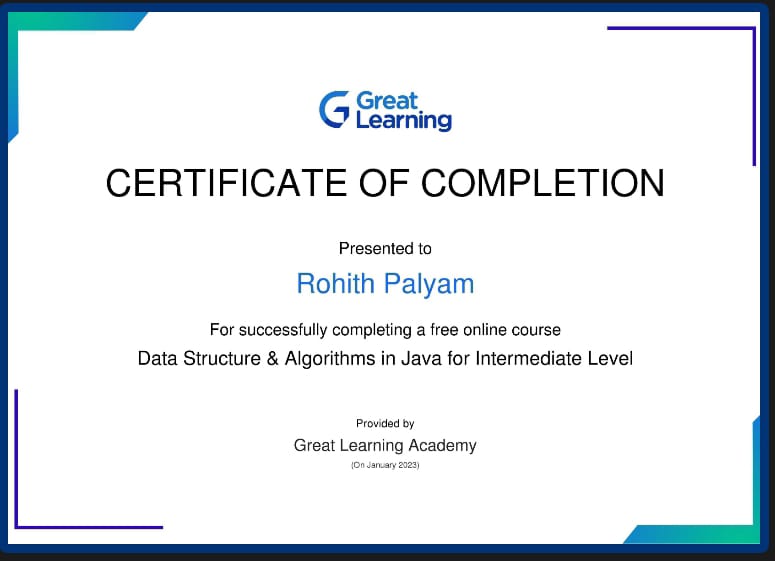 Great
Learning
CERTIFICATE OF COMPLETION
Presented to
Rohith Palyam
For successfully completing a free online course
Data Structure & Algorithms in Java for Intermediate Level
Provided by
Great Learning Academy
(On January 2023)